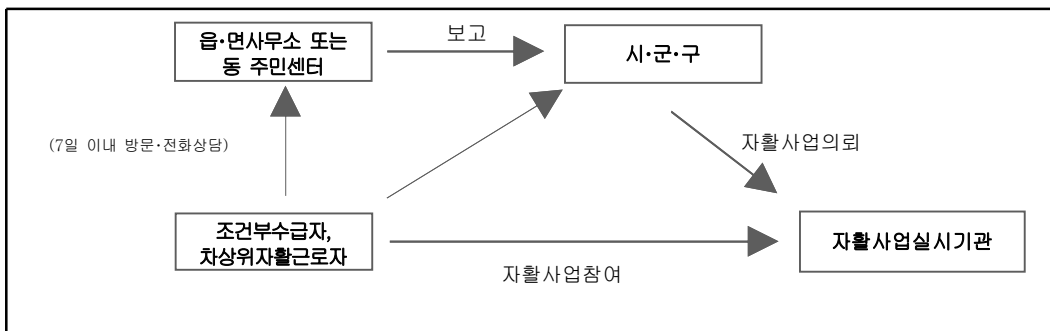 읍·면사무소 또는
동 주민센터
보고
시·군·구
(7일 이내 방문·전화상담)
자활사업의뢰
조건부수급자,
차상위자활근로자
자활사업실시기관
자활사업참여